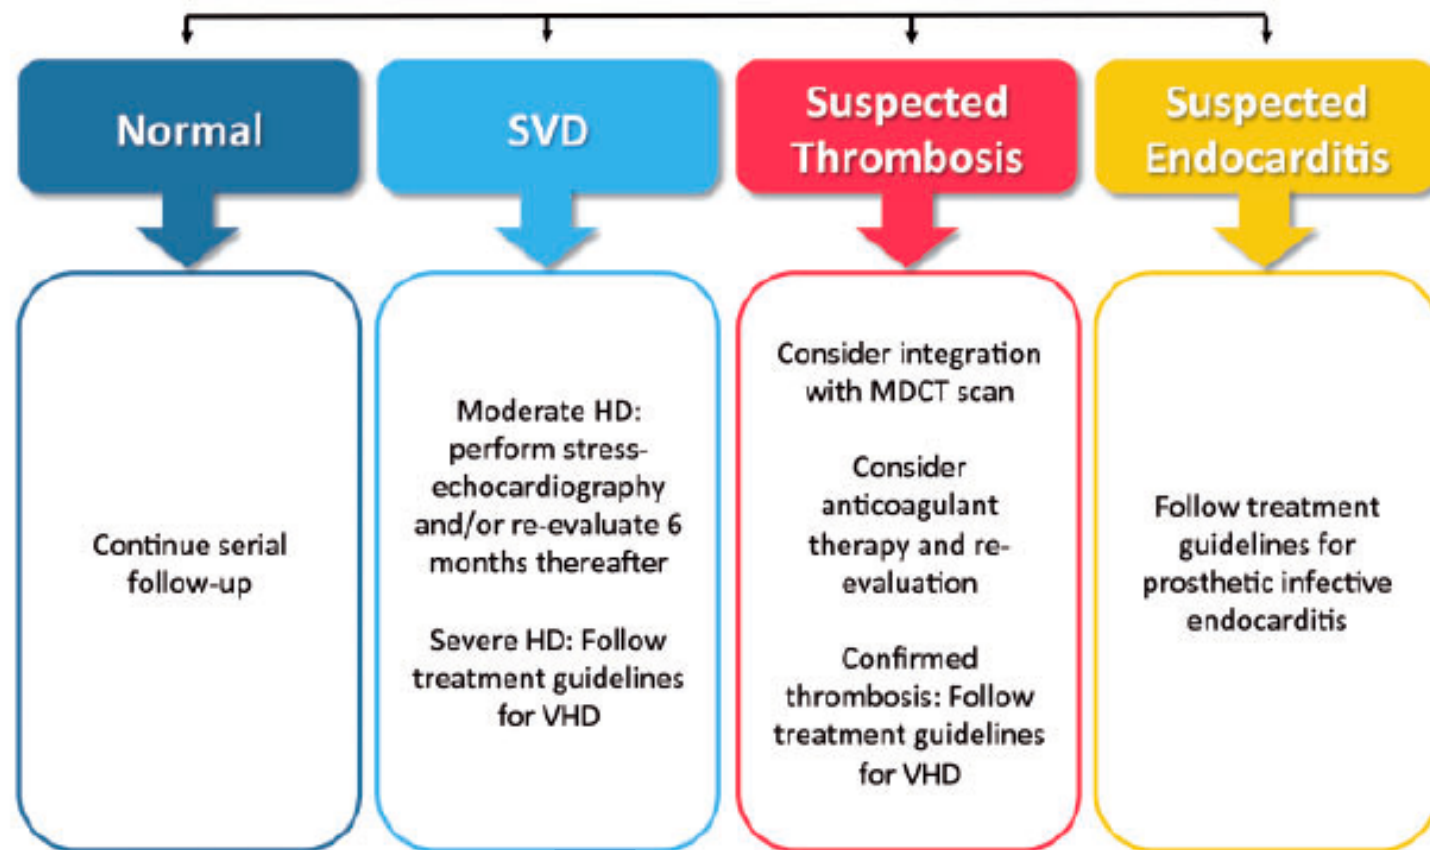 Normal
SVD
Suspected
Thrombosis
Suspected
Endocarditis
Continue serial
follow-up
Moderate HD:
perform stress-
echocardiography
and/or re-evaluate 6
months thereafter
Severe HD: Follow
treatment guidelines
for VHD
Consider integration
with MDCT scan
Consider
anticoagulant
therapy and re-
evaluation
Confirmed
thrombosis: Follow
treatment guidelines
for VHD
Follow treatment
guidelines for
prosthetic infective
endocarditis